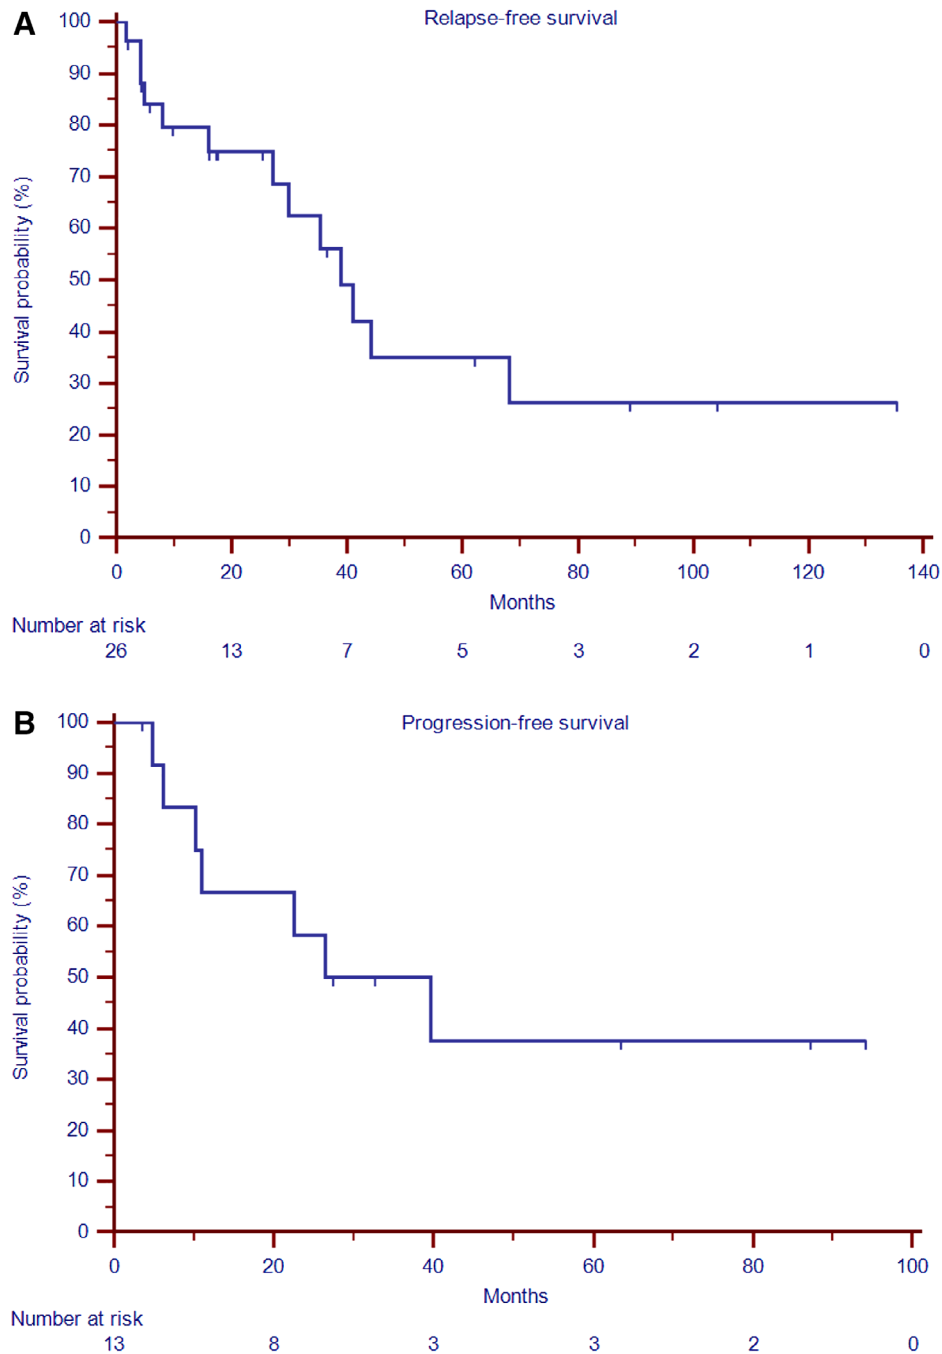 A
Relapse-free survival
100
90
80
70
60
50
40
30
20
10
0
Survival probability (%)
0 20 40 60 80 100 120 140
Months
Number at risk
26 13 7 5 3 2 1 0
B
Progression-free survival
100
90
80
70
60
50
40
30
20
10
0
Survival probability (%)
0 20 40 60 80 100
Months
Number at risk
13 8 3 3 2 0